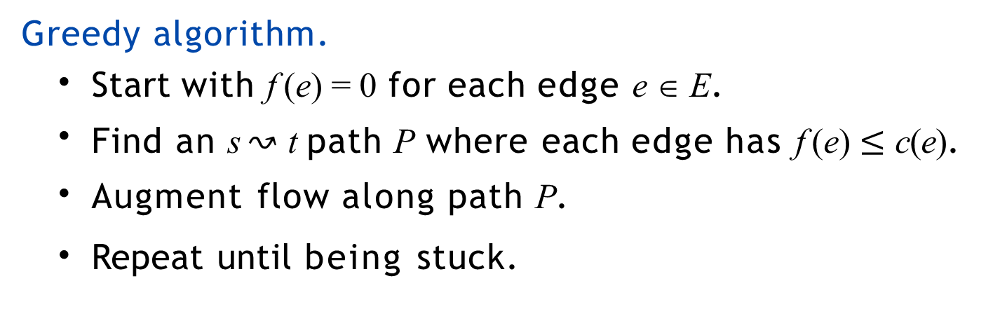 Greedy algorithm.
• Start with f(e) = 0 for each edge e ∈ E.
• Find an s ↝ t path P where each edge has f(e) ≤ c(e).
• Augment flow along path P.
• Repeat until being stuck.